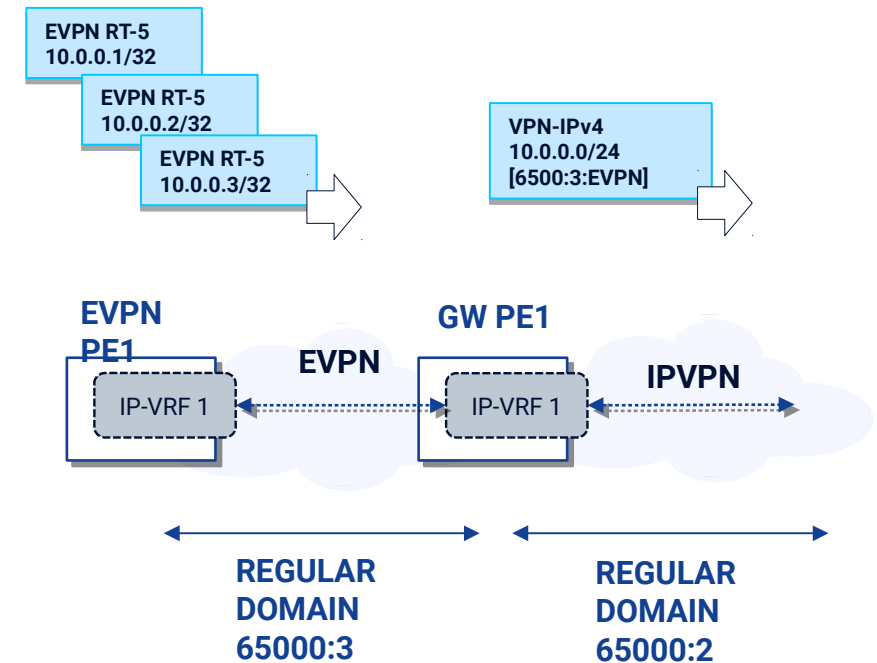 EVPN RT-5
10.0.0.1/32
EVPN RT-5
10.0.0.2/32
EVPN RT-5
10.0.0.3/32
VPN-IPv4
10.0.0.0/24
[6500:3:EVPN]
EVPN
PE1
GW PE1
EVPN
IPVPN
IP-VRF 1
IP-VRF 1
REGULAR
DOMAIN
65000:3
REGULAR
DOMAIN
65000:2